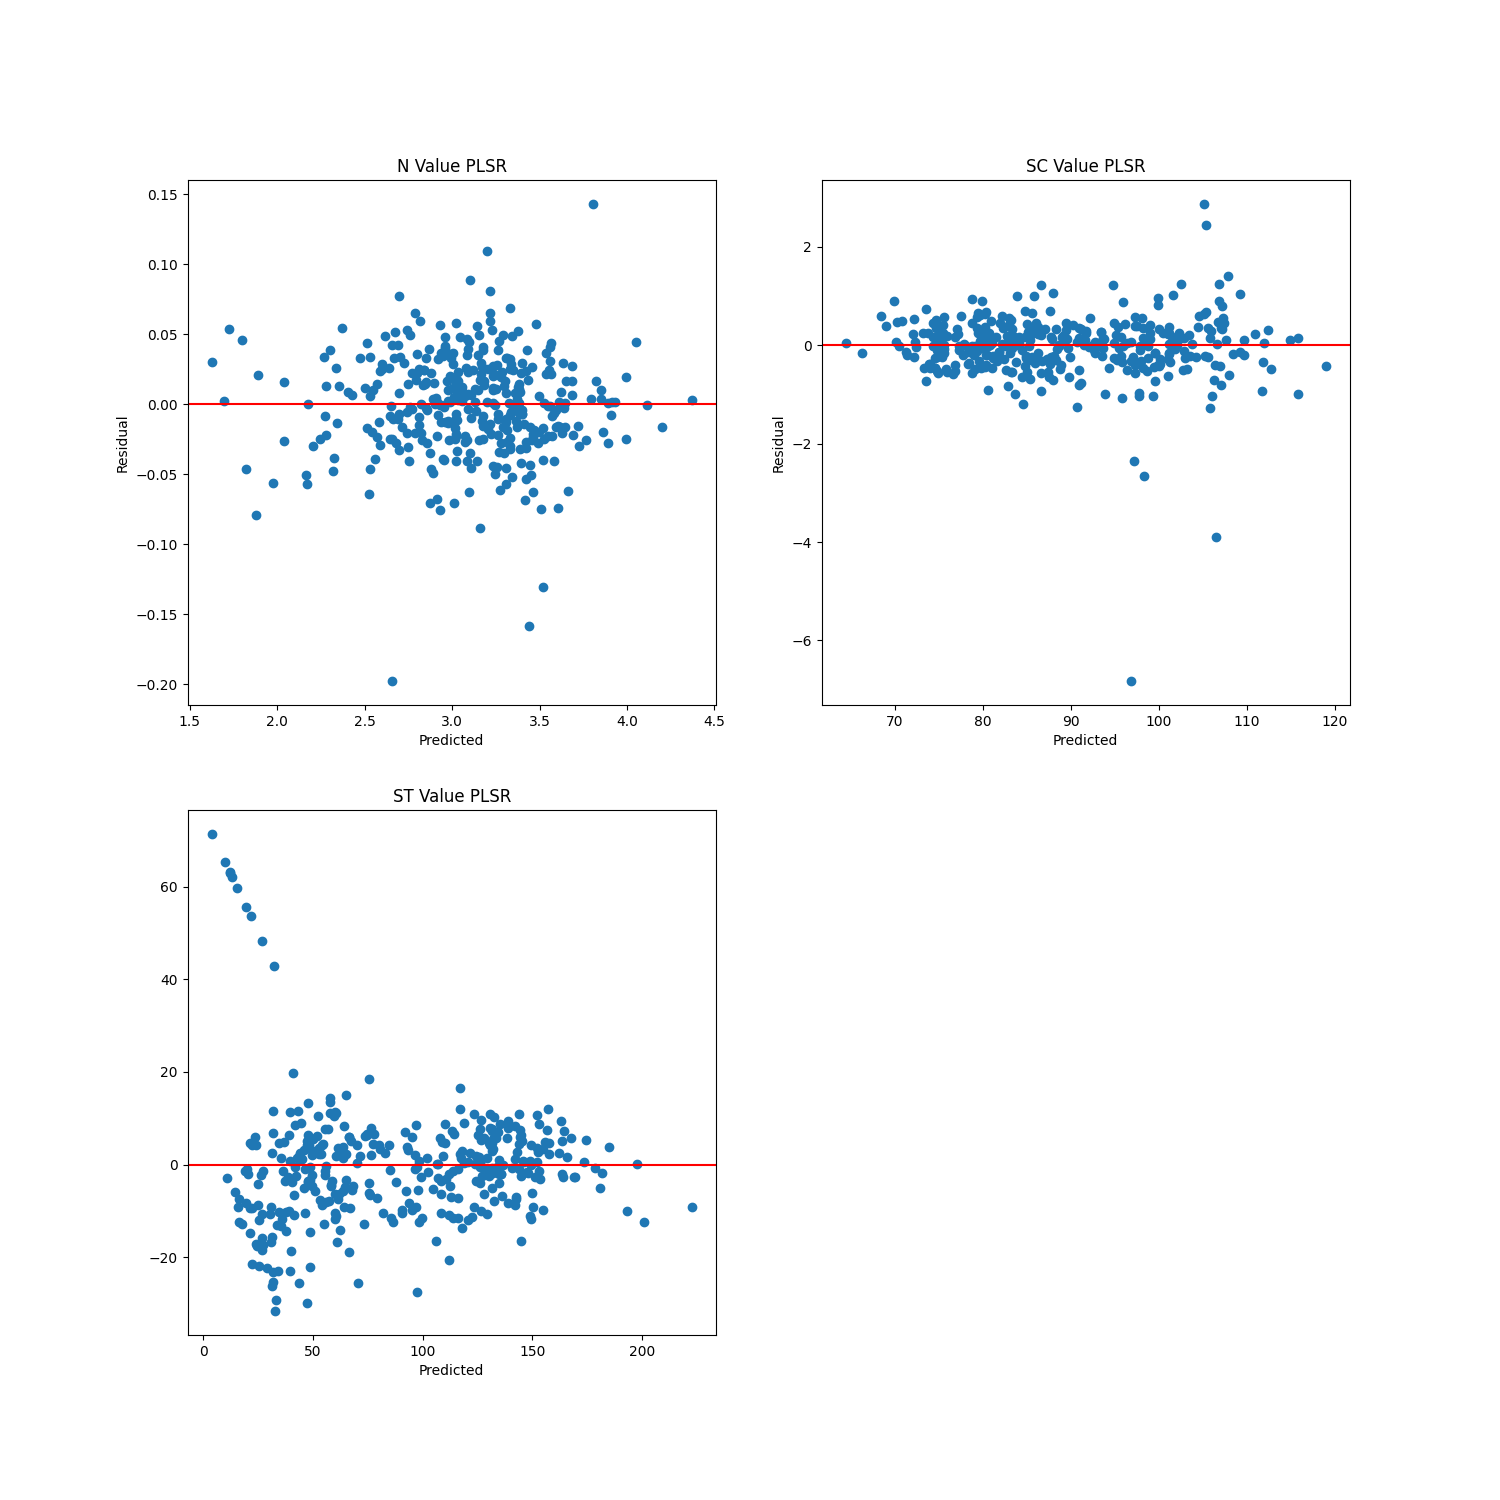 N Value PLSR
0.15
0.10
0.05
0.00
−0.05
−0.10
−0.15
−0.20
Residual
1.5 2.0 2.5 3.0 3.5 4.0 4.5
Predicted
SC Value PLSR
2
0
−2
−4
−6
Residual
70 80 90 100 110 120
Predicted
ST Value PLSR
60
40
20
0
−20
Residual
0 50 100 150 200
Predicted